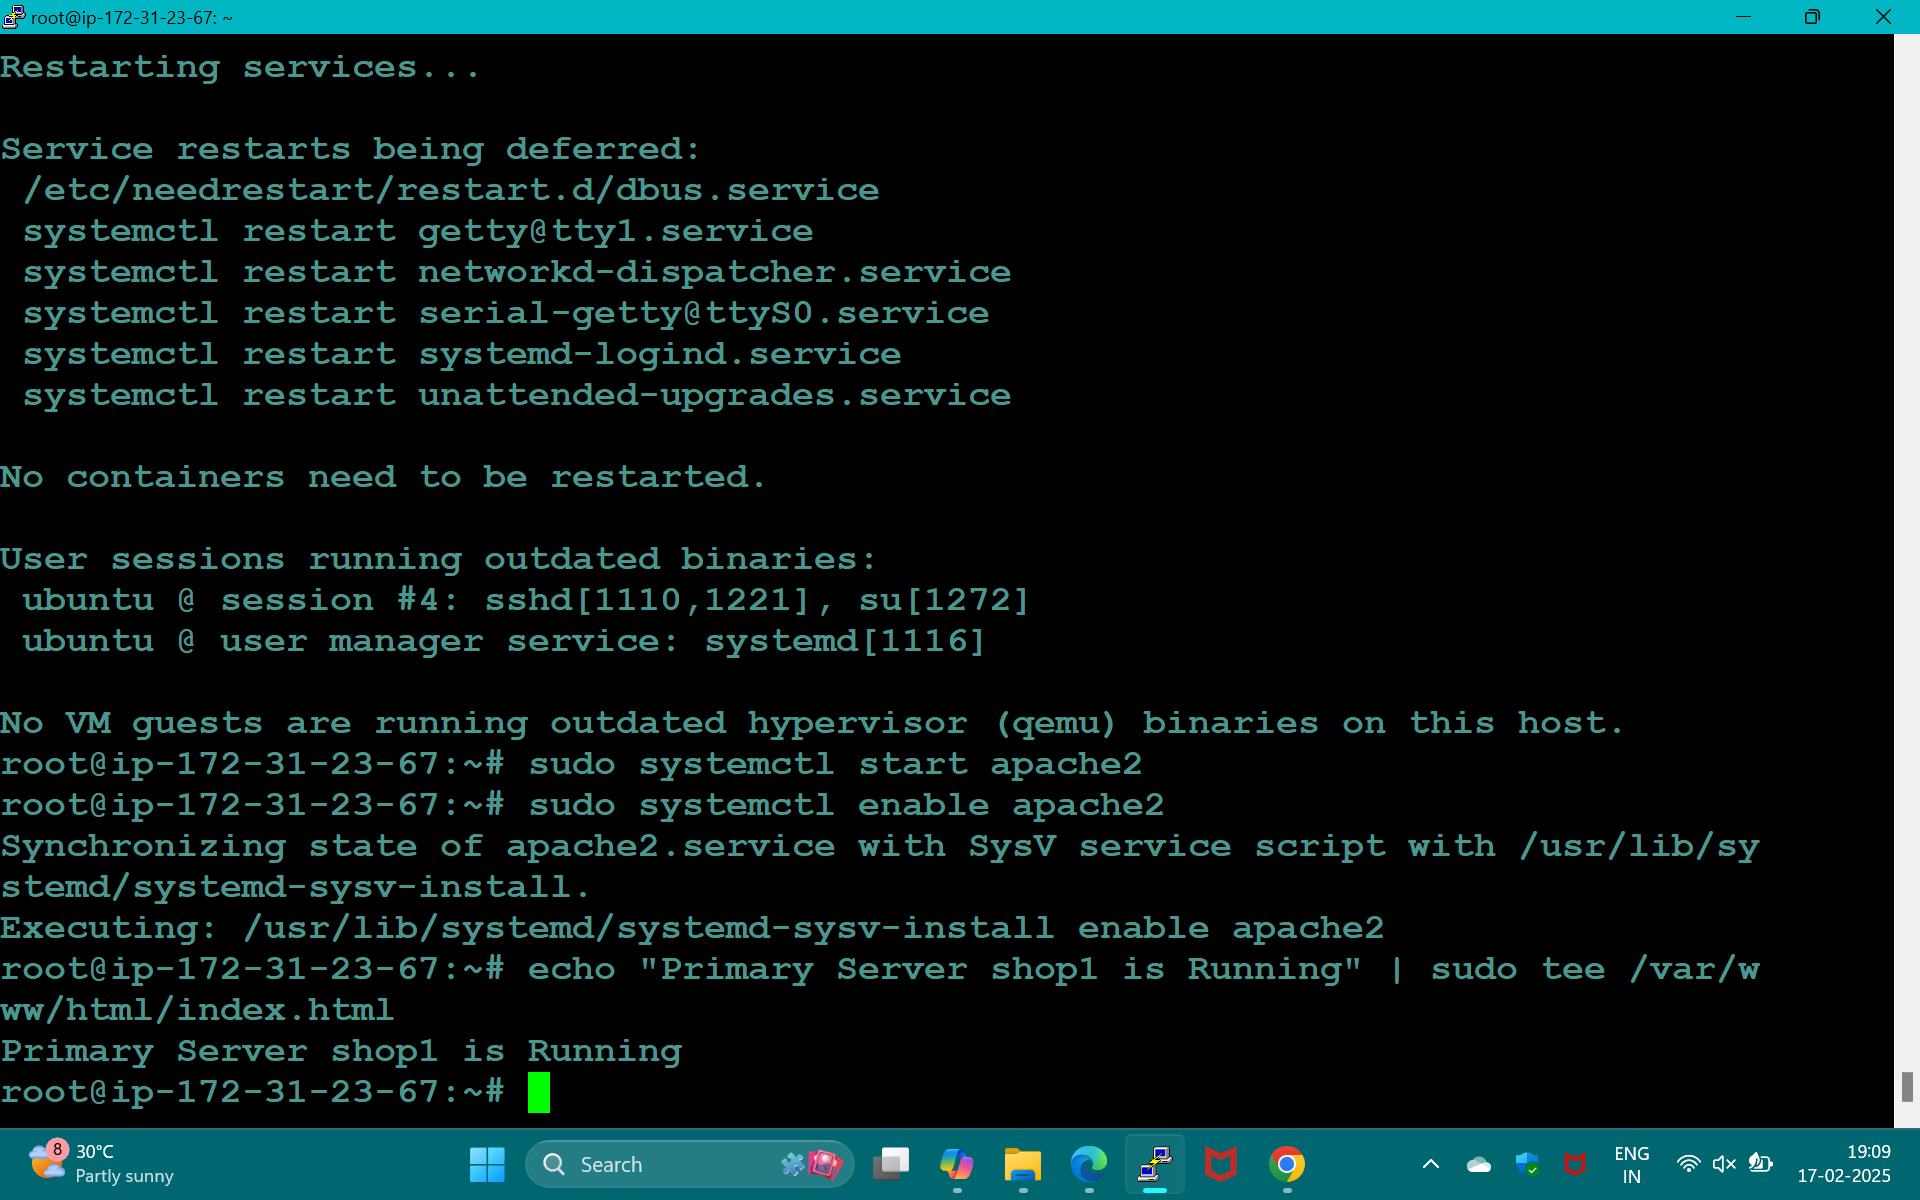 root@ip-172-31-23-67: ~
Restarting services...
Service restarts being deferred:
/etc/needrestart/restart.d/dbus.service
systemctl restart getty@tty1.service
systemctl restart networkd-dispatcher.service
systemctl restart serial-getty@ttyS0.service
systemctl restart systemd-logind.service
systemctl restart unattended-upgrades.service
No containers need to be restarted.
User sessions running outdated binaries:
ubuntu @ session #4: sshd[1110,1221], su[1272]
ubuntu @ user manager service: systemd[1116]
No VM guests are running outdated hypervisor (qemu) binaries on this host.
root@ip-172-31-23-67:~# sudo systemctl start apache2
root@ip-172-31-23-67:~# sudo systemctl enable apache2
Synchronizing state of apache2.service with SysV service script with /usr/lib/sy
stemd/systemd-sysv-install.
Executing: /usr/lib/systemd/systemd-sysv-install enable apache2
root@ip-172-31-23-67:~# echo "Primary Server shop1 is Running" | sudo tee /var/w
ww/html/index.html
Primary Server shop1 is Running
root@ip-172-31-23-67:~#
8
30°C
Partly sunny
Search
ENG
IN
19:09
17-02-2025